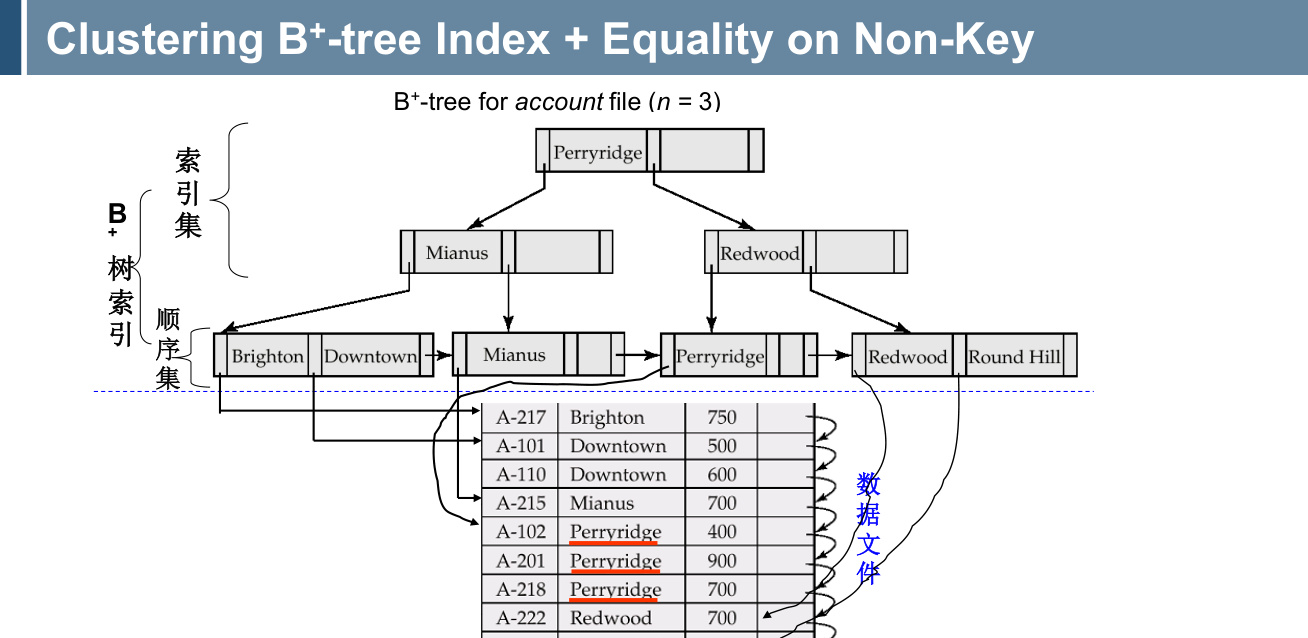 Clustering B+-tree Index + Equality on Non-Key
B+-tree for account file (n = 3)
索引集
B+树索引
顺序集
Perryridge
Mianus
Redwood
Brighton Downtown Mianus Perryridge Redwood Round Hill
A-217 Brighton 750
A-101 Downtown 500
A-110 Downtown 600
A-215 Mianus 700
A-102 Perryridge 400
A-201 Perryridge 900
A-218 Perryridge 700
A-222 Redwood 700
数据文件